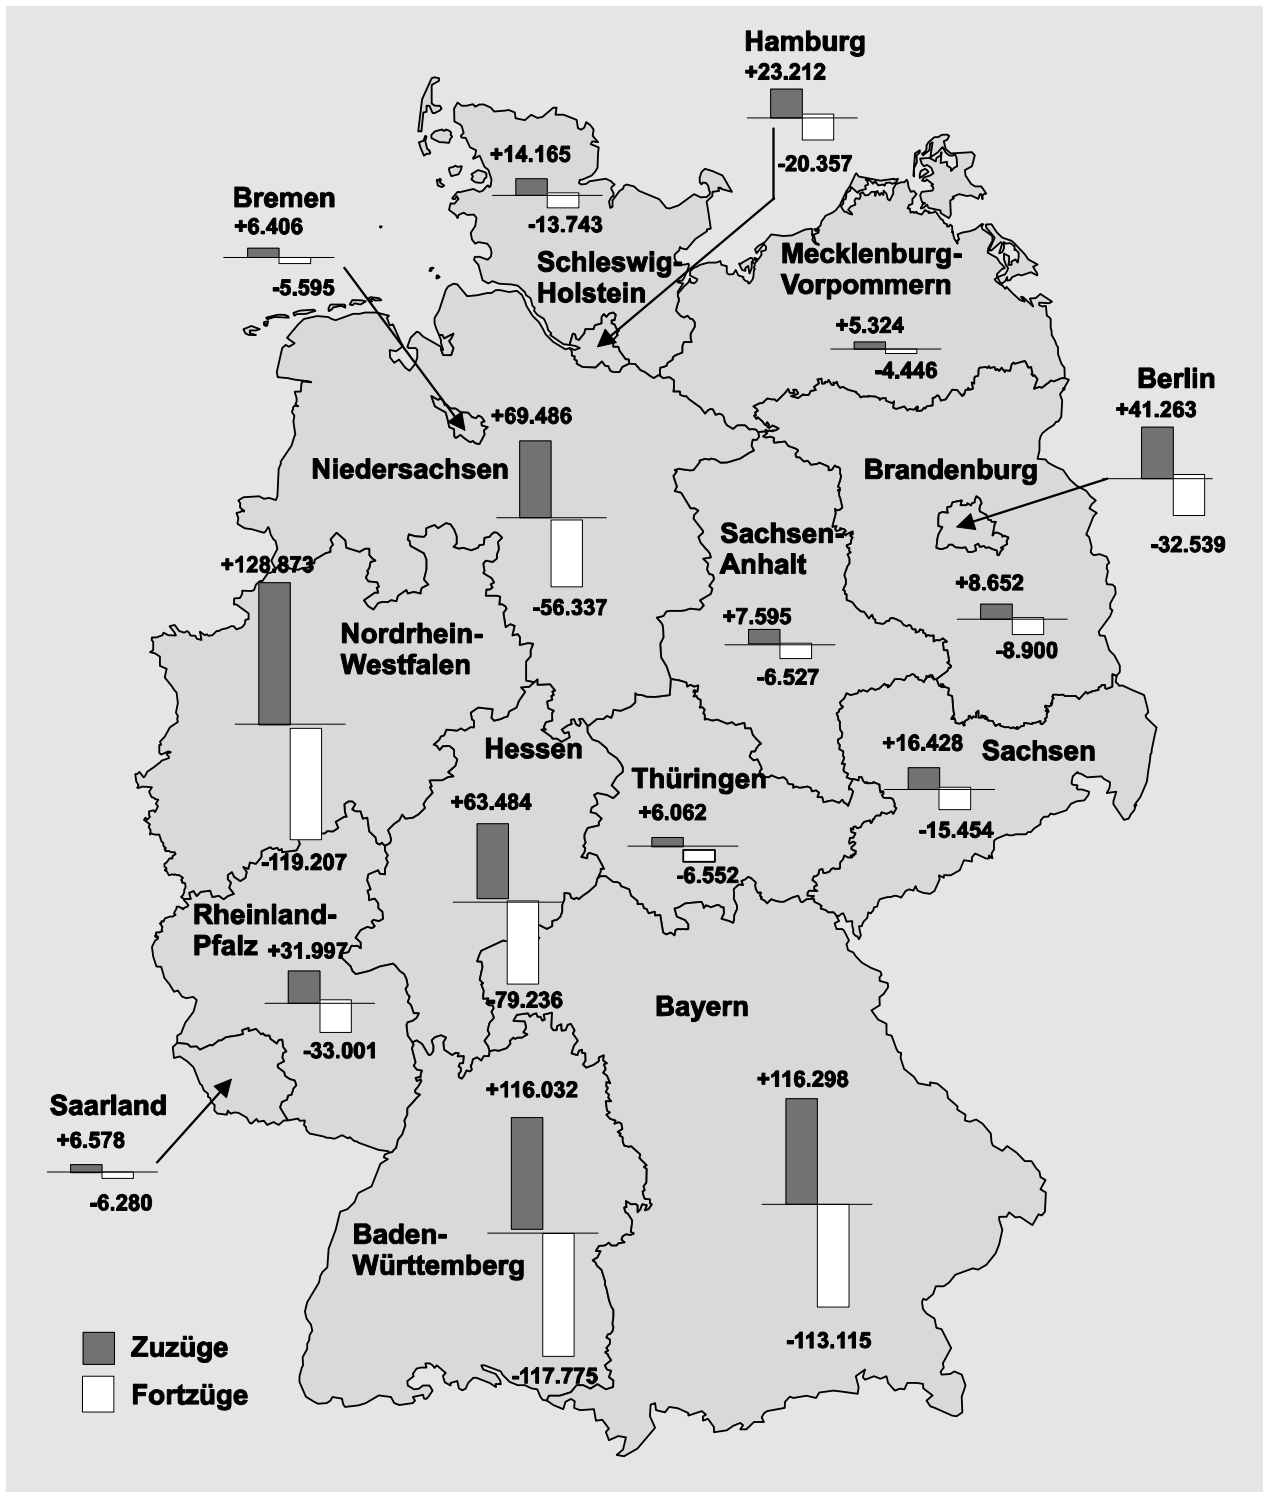 Hamburg
+23.212
-20.357
+14.165
-13.743
Schleswig-
Holstein
Bremen
+6.406
-5.595
Mecklenburg-
Vorpommern
+5.324
-4.446
Berlin
+41.263
-32.539
+69.486
Niedersachsen
-56.337
Brandenburg
+8.652
-8.900
Sachsen-
Anhalt
+7.595
-6.527
+128.873
Nordrhein-
Westfalen
-119.207
Hessen
+63.484
-79.236
Thüringen
+6.062
-6.552
+16.428
Sachsen
-15.454
Rheinland-
Pfalz
+31.997
-33.001
Bayern
+116.298
-113.115
Saarland
+6.578
-6.280
+116.032
Baden-
Württemberg
-117.775
Zuzüge
Fortzüge